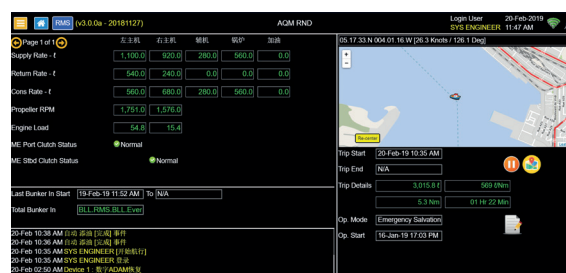 RMS (v3.0.0a - 20181127) AQM RND Login User 20-Feb-2019
SYS ENGINEER 11:47 AM
Page 1 of 1 左主机 右主机 辅机 锅炉 加油
Supply Rate - ℓ 1,100.0 920.0 280.0 560.0 0.0
Return Rate - ℓ 540.0 240.0 0.0 0.0 0.0
Cons Rate - ℓ 560.0 680.0 280.0 560.0 0.0
Propeller RPM 1,751.0 1,576.0
Engine Load 54.8 15.4
ME Port Clutch Status Normal
ME Stbd Clutch Status Normal
Last Bunker In Start 19-Feb-19 11:52 AM To N/A
Total Bunker In BLL.RMS.BLL.Ever
20-Feb 10:38 AM 自动 添油 [完成] 事件
20-Feb 10:36 AM 自动 添油 [完成] 事件
20-Feb 10:35 AM SYS ENGINEER [开始航行]
20-Feb 10:35 AM SYS ENGINEER 登录
20-Feb 02:50 AM Device 1 : 数字ADAM恢复
05.17.33 N 004.01.16 W [26.3 Knots / 126.1 Deg]
+
-
Re-center
Trip Start 20-Feb-19 10:35 AM
Trip End N/A
Trip Details 3,015.8 ℓ 569 ℓ/Nm
5.3 Nm 01 Hr 22 Min
Op. Mode Emergency Salvation
Op. Start 16-Jan-19 17:03 PM